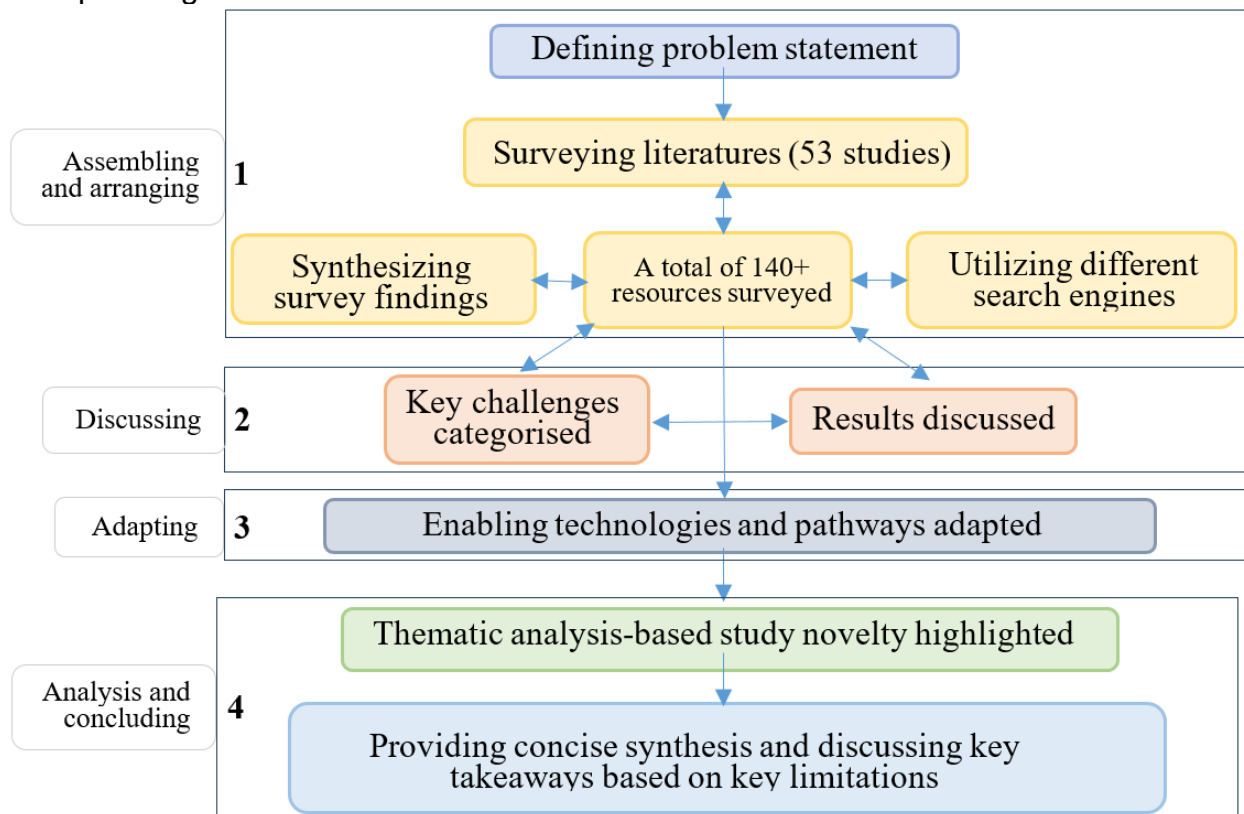 Defining problem statement
Assembling
and arranging
1
Surveying literatures (53 studies)
Synthesizing
survey findings
A total of 140+
resources surveyed
Utilizing different
search engines
Discussing
2
Key challenges
categorised
Results discussed
Adapting
3
Enabling technologies and pathways adapted
Analysis and
concluding
4
Thematic analysis-based study novelty highlighted
Providing concise synthesis and discussing key
takeaways based on key limitations